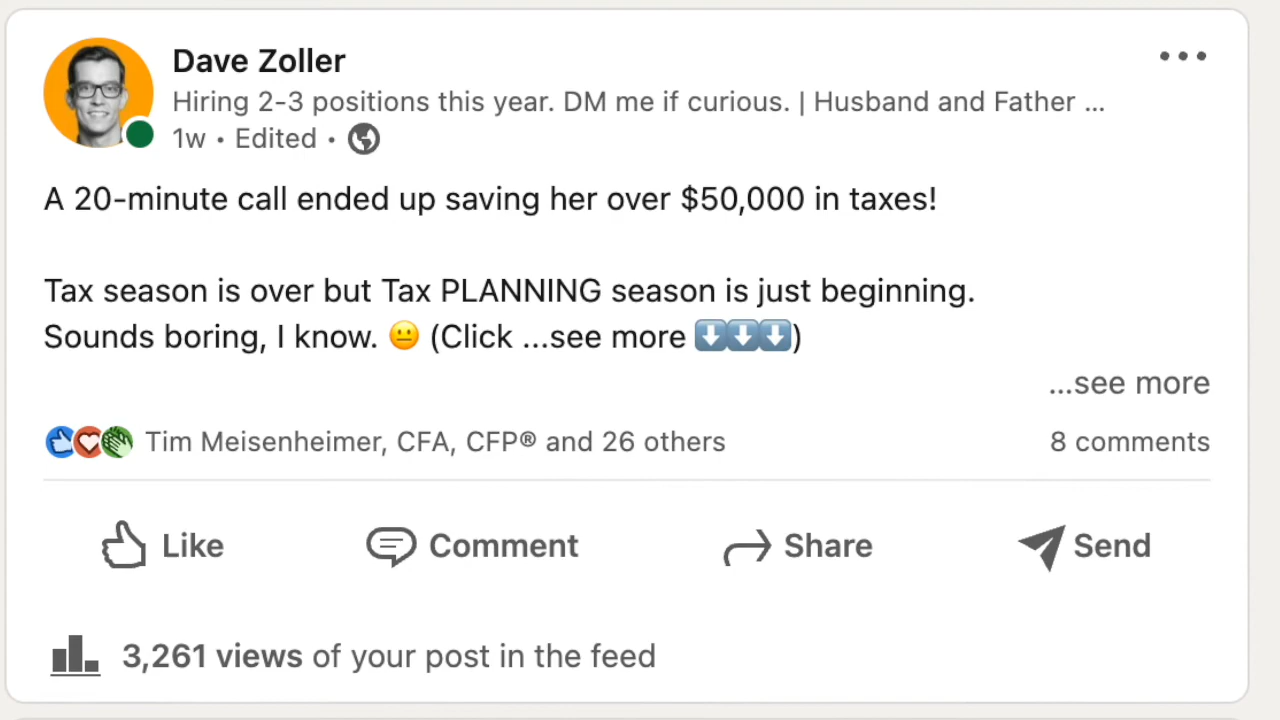 Dave Zoller
Hiring 2-3 positions this year. DM me if curious. | Husband and Father ...
1w • Edited •
A 20-minute call ended up saving her over $50,000 in taxes!
Tax season is over but Tax PLANNING season is just beginning.
Sounds boring, I know. 😐 (Click ...see more ⬇️⬇️⬇️)
...see more
Tim Meisenheimer, CFA, CFP® and 26 others 8 comments
Like Comment Share Send
3,261 views of your post in the feed